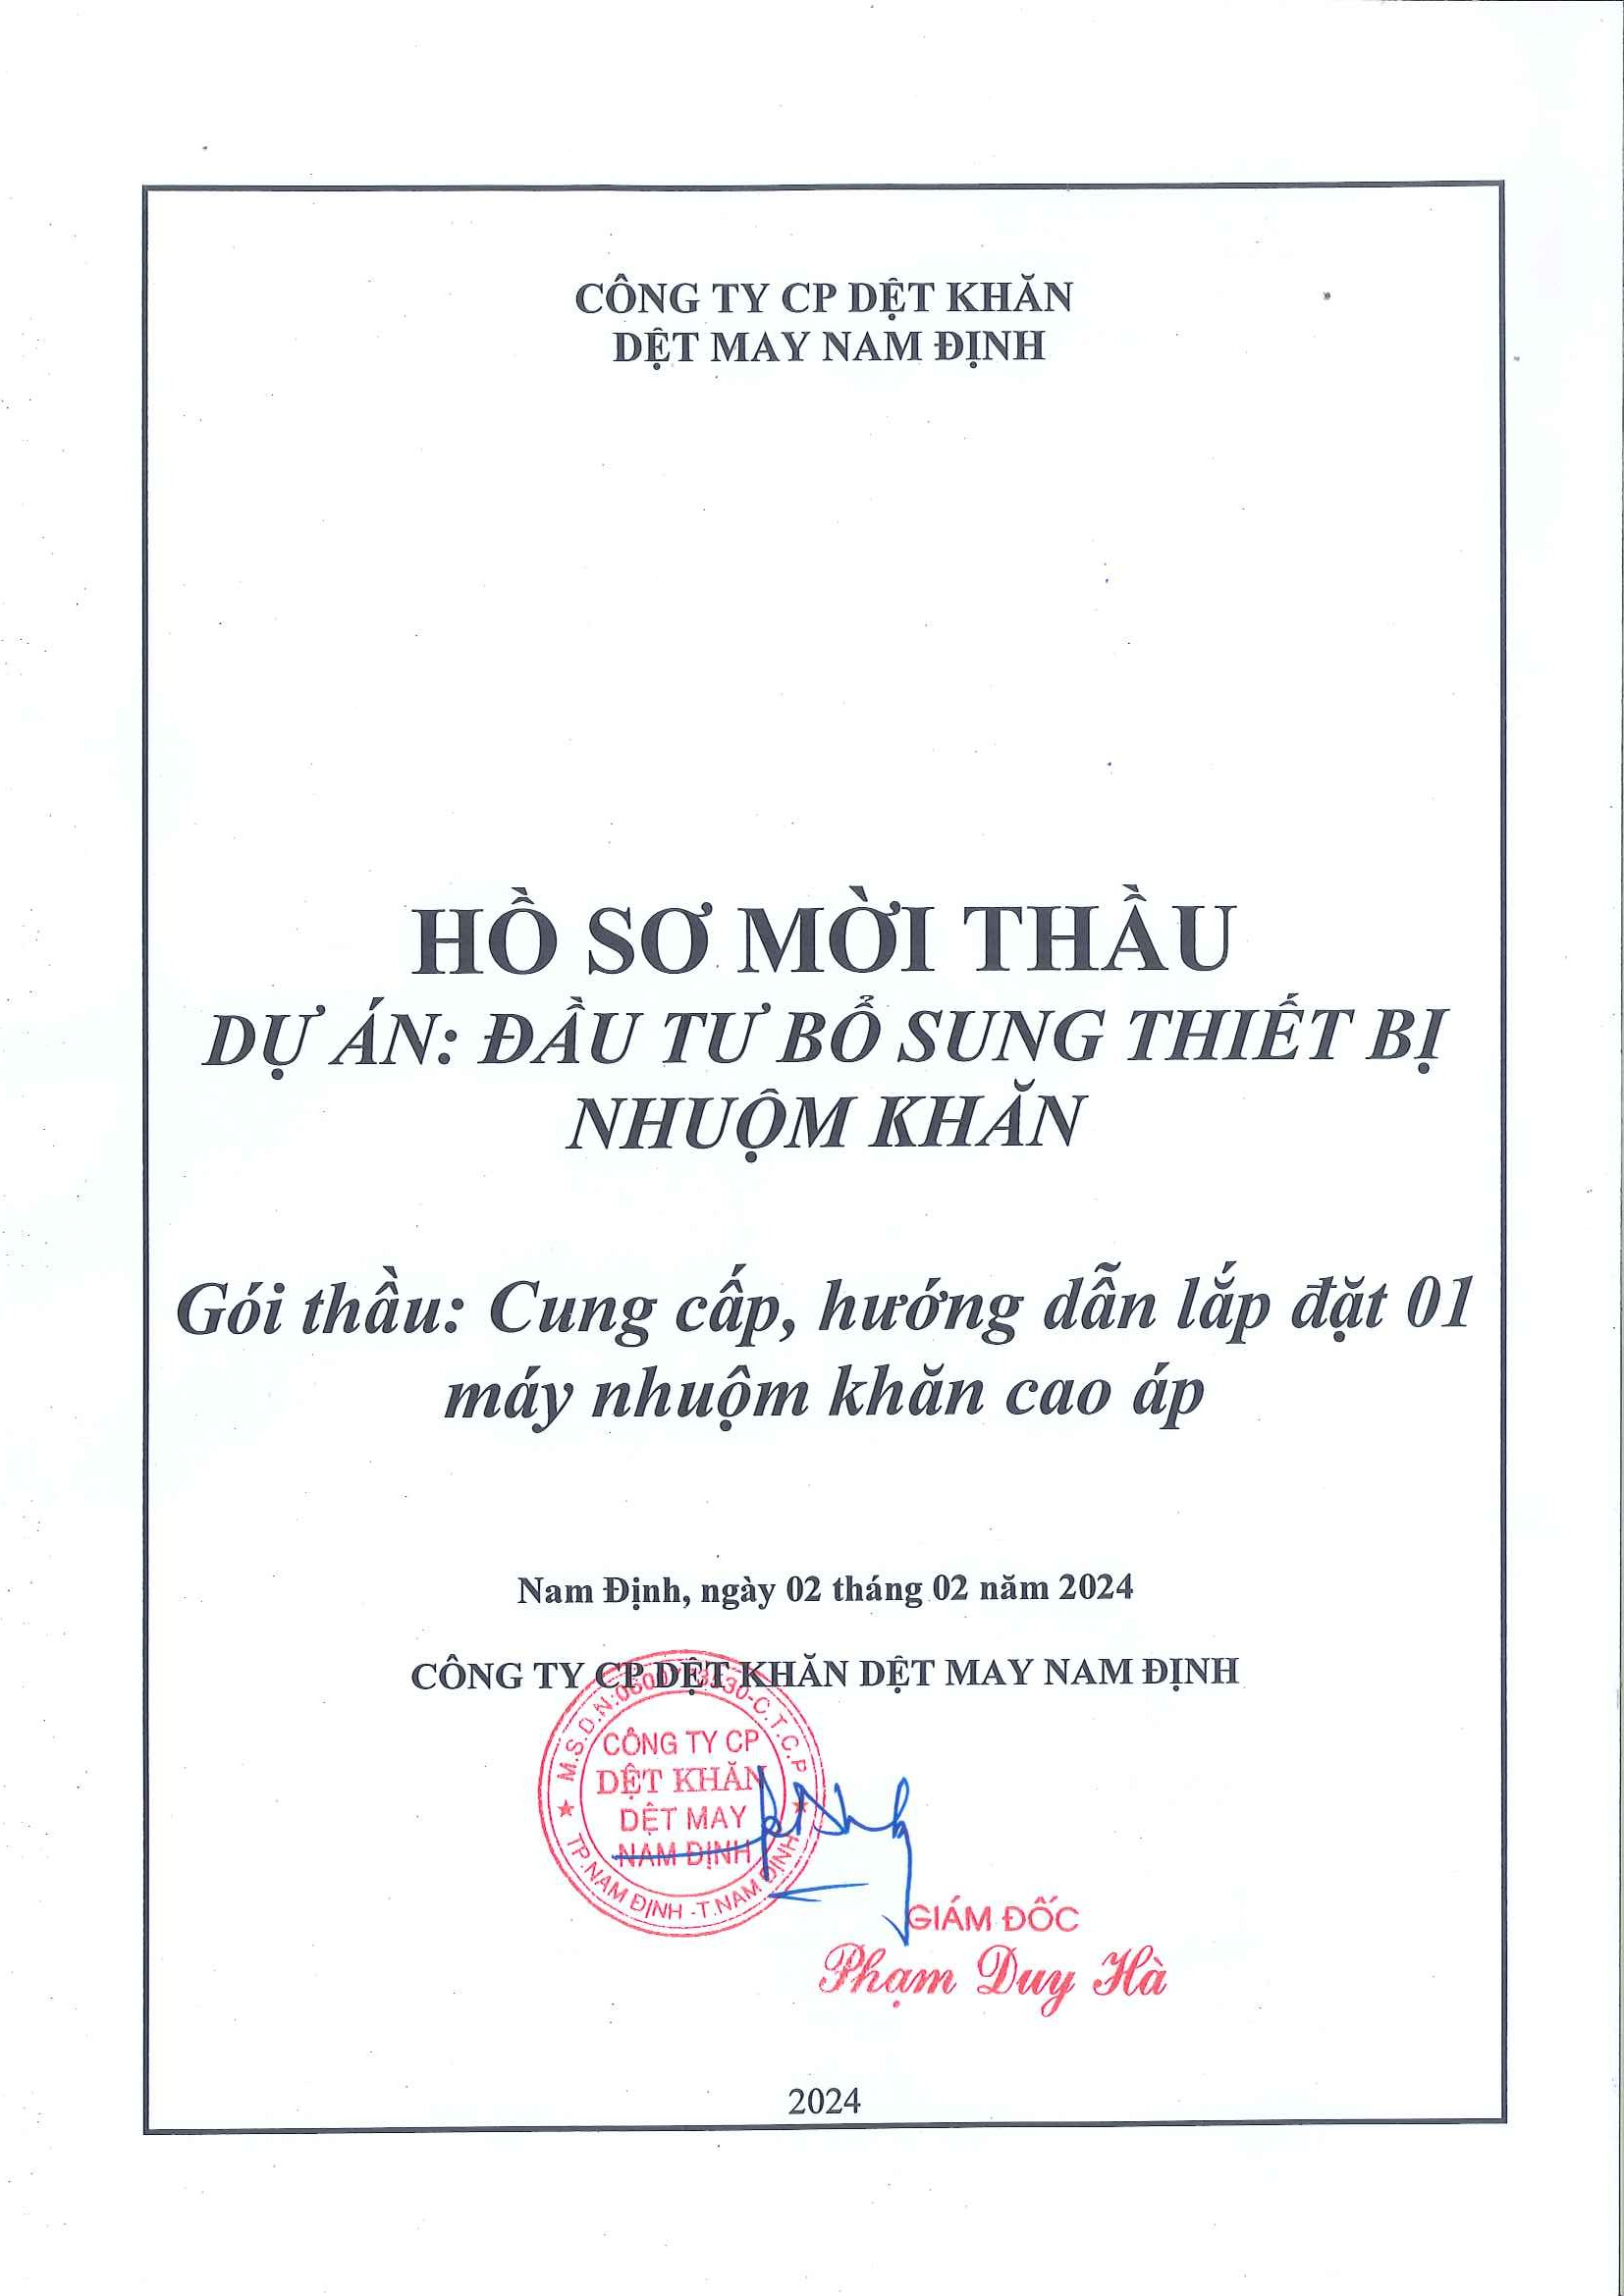 CÔNG TY CP DỆT KHĂN
DỆT MAY NAM ĐỊNH
HỒ SƠ MỜI THẦU
DỰ ÁN: ĐẦU TƯ BỔ SUNG THIẾT BỊ
NHUỘM KHĂN
Gói thầu: Cung cấp, hướng dẫn lắp đặt 01
máy nhuộm khăn cao áp
Nam Định, ngày 02 tháng 02 năm 2024
CÔNG TY CP DỆT KHĂN DỆT MAY NAM ĐỊNH
M.S.D.N: C.T.C.P
CÔNG TY CP
DỆT KHĂN
DỆT MAY
NAM ĐỊNH
TP.NAM ĐỊNH - T.NAM ĐỊNH
GIÁM ĐỐC
Phạm Duy Hà
2024